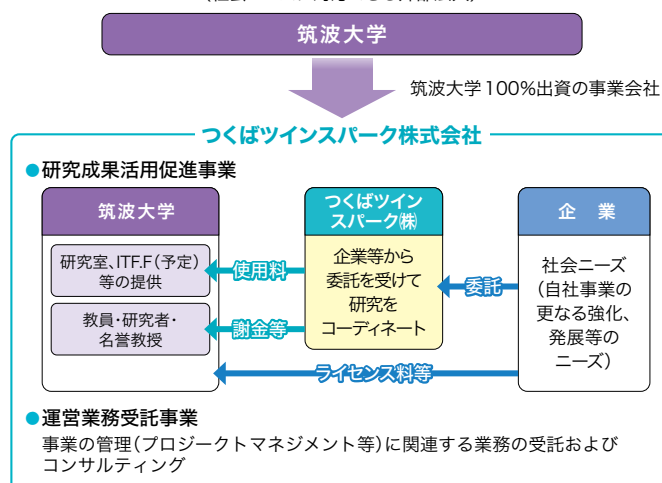 筑波大学
筑波大学100%出資の事業会社
つくばツインスパーク株式会社
●研究成果活用促進事業
筑波大学
研究室、ITF.F(予定)
等の提供
教員・研究者・
名誉教授
使用料
謝金等
つくばツイン
スパーク㈱
企業等から
委託を受けて
研究を
コーディネート
委託
企 業
社会ニーズ
(自社事業の
更なる強化、
発展等の
ニーズ)
ライセンス料等
●運営業務受託事業
事業の管理(プロジークトマネジメント等)に関連する業務の受託および
コンサルティング